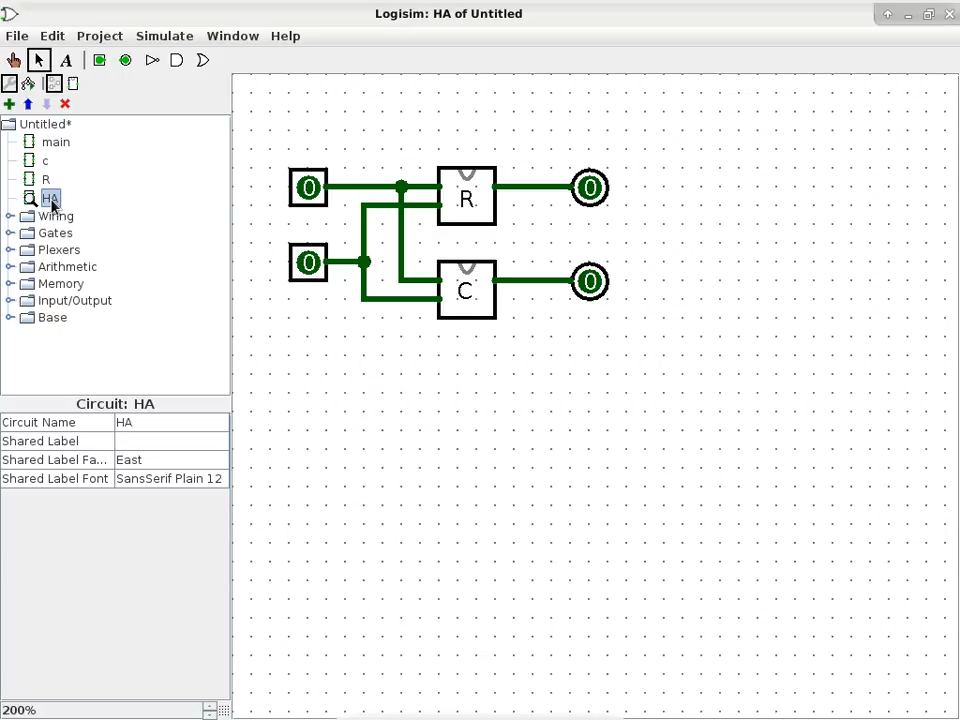 Logisim: HA of Untitled
File Edit Project Simulate Window Help
A
Untitled*
main
c
R
HA
Wiring
Gates
Plexers
Arithmetic
Memory
Input/Output
Base
Circuit: HA
Circuit Name HA
Shared Label
Shared Label Fa... East
Shared Label Font SansSerif Plain 12
200%
0 R 0
0 C 0